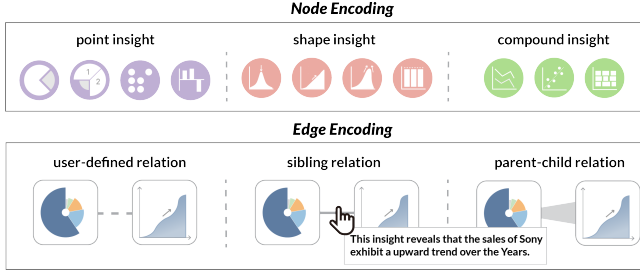 Node Encoding
point insight
shape insight
compound insight
1
2
Edge Encoding
user-defined relation
sibling relation
parent-child relation
This insight reveals that the sales of Sony
exhibit a upward trend over the Years.